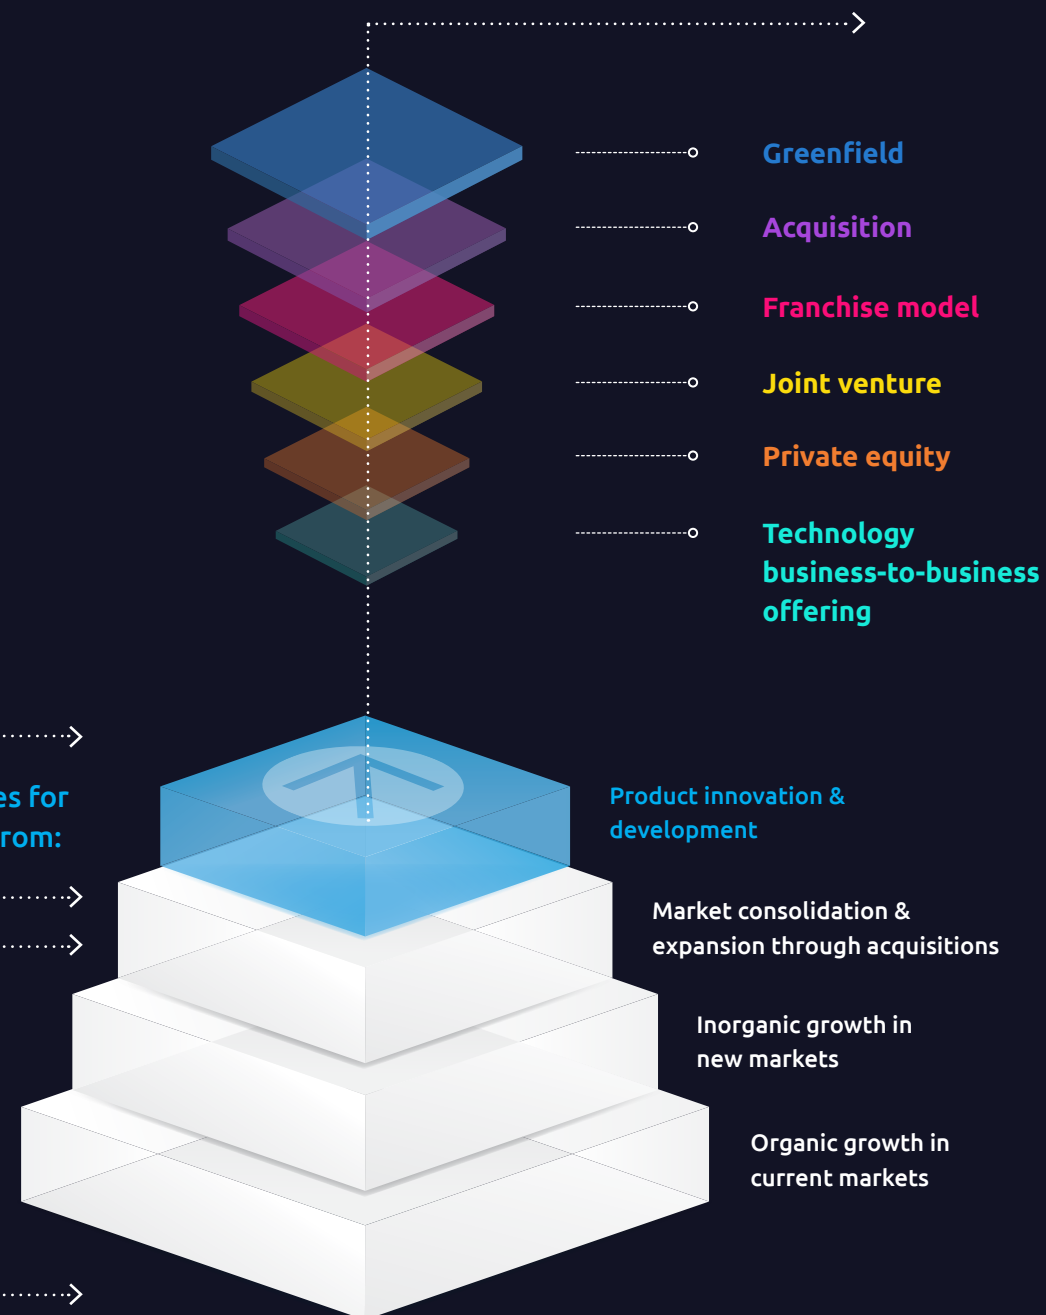 Greenfield
Acquisition
Franchise model
Joint venture
Private equity
Technology
business-to-business
offering
es for
rom:
Product innovation &
development
Market consolidation &
expansion through acquisitions
Inorganic growth in
new markets
Organic growth in
current markets